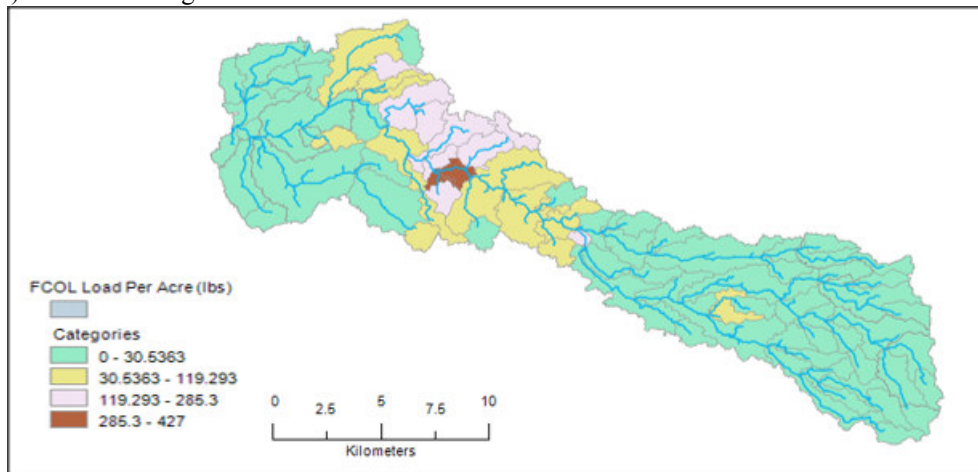 FCOL Load Per Acre (lbs)
Categories
0 - 30.5363
30.5363 - 119.293
119.293 - 285.3
285.3 - 427
0 2.5 5 7.5 10
Kilometers